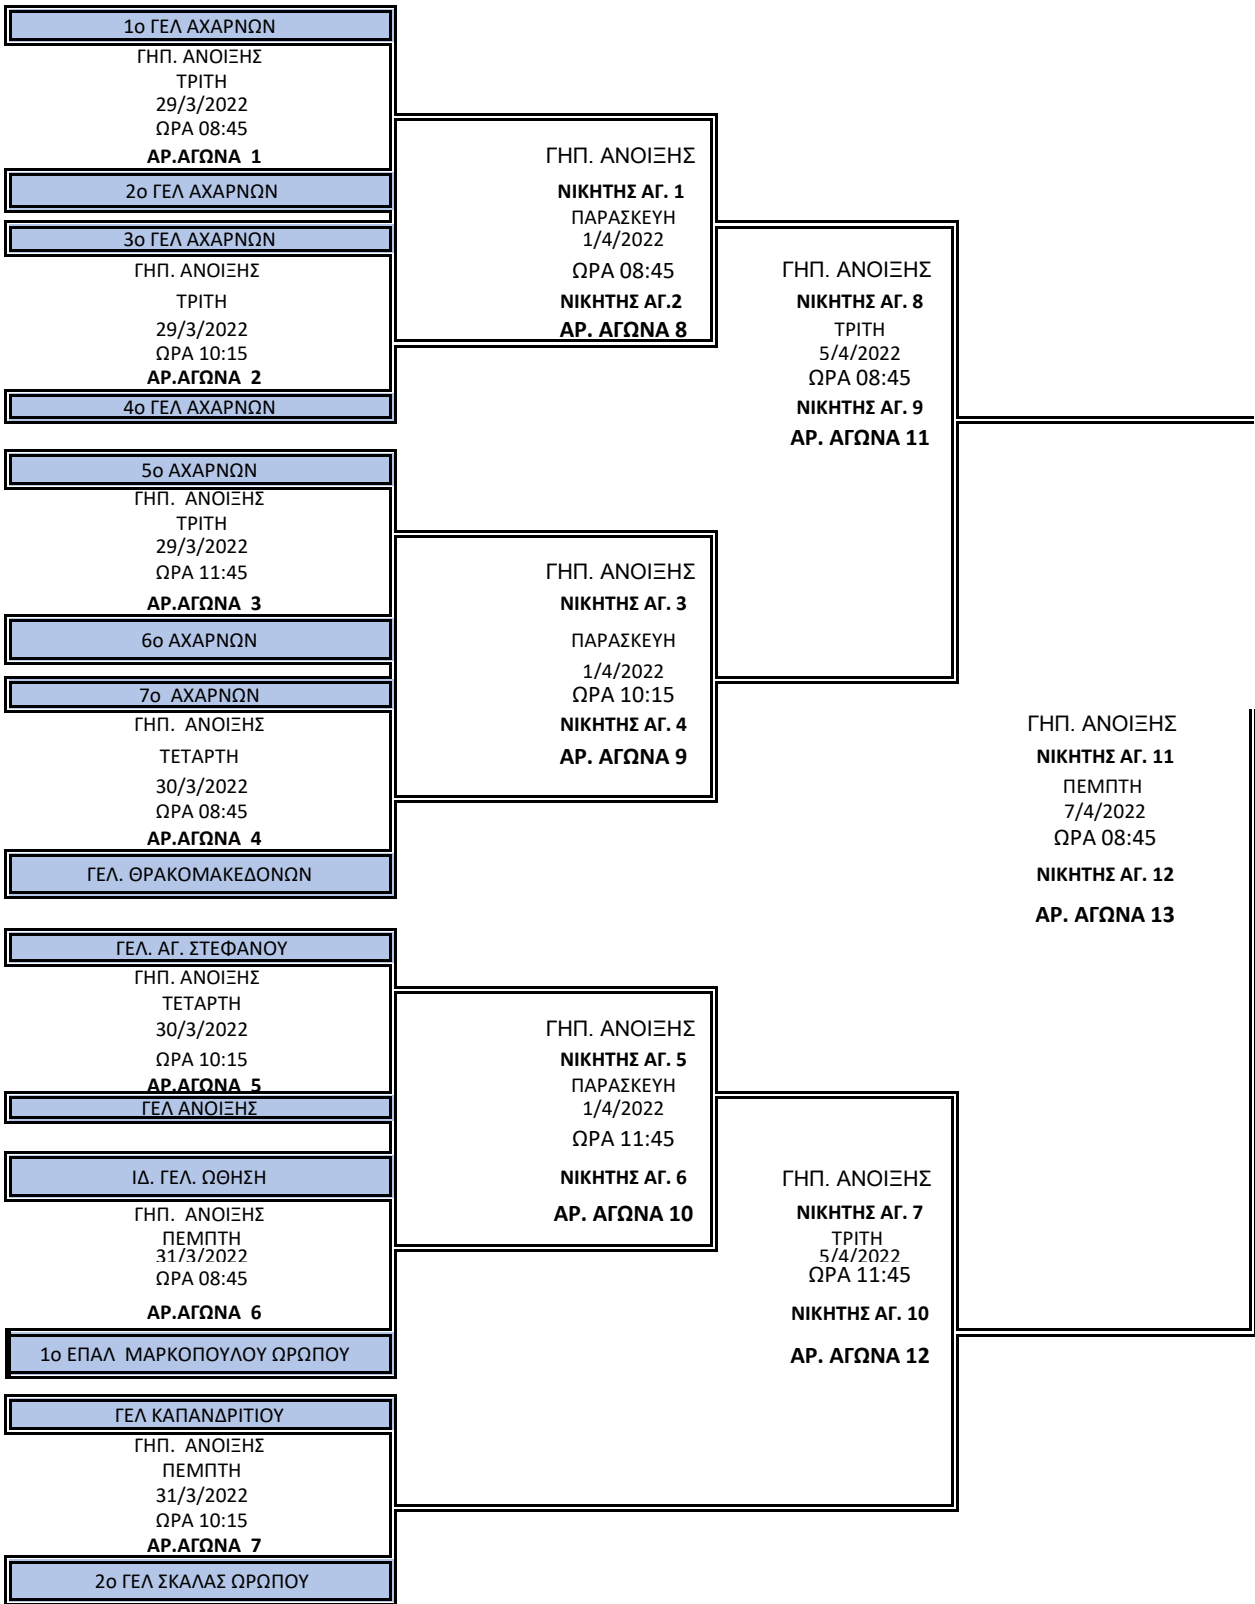 1ο ΓΕΛ ΑΧΑΡΝΩΝ
ΓΗΠ. ΑΝΟΙΞΗΣ
ΤΡΙΤΗ
29/3/2022
ΩΡΑ 08:45
ΑΡ.ΑΓΩΝΑ 1
2ο ΓΕΛ ΑΧΑΡΝΩΝ
3ο ΓΕΛ ΑΧΑΡΝΩΝ
ΓΗΠ. ΑΝΟΙΞΗΣ
ΤΡΙΤΗ
29/3/2022
ΩΡΑ 10:15
ΑΡ.ΑΓΩΝΑ 2
4ο ΓΕΛ ΑΧΑΡΝΩΝ
5ο ΑΧΑΡΝΩΝ
ΓΗΠ. ΑΝΟΙΞΗΣ
ΤΡΙΤΗ
29/3/2022
ΩΡΑ 11:45
ΑΡ.ΑΓΩΝΑ 3
6ο ΑΧΑΡΝΩΝ
7ο ΑΧΑΡΝΩΝ
ΓΗΠ. ΑΝΟΙΞΗΣ
ΤΕΤΑΡΤΗ
30/3/2022
ΩΡΑ 08:45
ΑΡ.ΑΓΩΝΑ 4
ΓΕΛ. ΘΡΑΚΟΜΑΚΕΔΟΝΩΝ
ΓΕΛ. ΑΓ. ΣΤΕΦΑΝΟΥ
ΓΗΠ. ΑΝΟΙΞΗΣ
ΤΕΤΑΡΤΗ
30/3/2022
ΩΡΑ 10:15
ΑΡ.ΑΓΩΝΑ 5
ΓΕΛ ΑΝΟΙΞΗΣ
ΙΔ. ΓΕΛ. ΩΘΗΣΗ
ΓΗΠ. ΑΝΟΙΞΗΣ
ΠΕΜΠΤΗ
31/3/2022
ΩΡΑ 08:45
ΑΡ.ΑΓΩΝΑ 6
1ο ΕΠΑΛ ΜΑΡΚΟΠΟΥΛΟΥ ΩΡΩΠΟΥ
ΓΕΛ ΚΑΠΑΝΔΡΙΤΙΟΥ
ΓΗΠ. ΑΝΟΙΞΗΣ
ΠΕΜΠΤΗ
31/3/2022
ΩΡΑ 10:15
ΑΡ.ΑΓΩΝΑ 7
2ο ΓΕΛ ΣΚΑΛΑΣ ΩΡΩΠΟΥ
ΓΗΠ. ΑΝΟΙΞΗΣ
ΝΙΚΗΤΗΣ ΑΓ. 1
ΠΑΡΑΣΚΕΥΗ
1/4/2022
ΩΡΑ 08:45
ΝΙΚΗΤΗΣ ΑΓ.2
ΑΡ. ΑΓΩΝΑ 8
ΓΗΠ. ΑΝΟΙΞΗΣ
ΝΙΚΗΤΗΣ ΑΓ. 3
ΠΑΡΑΣΚΕΥΗ
1/4/2022
ΩΡΑ 10:15
ΝΙΚΗΤΗΣ ΑΓ. 4
ΑΡ. ΑΓΩΝΑ 9
ΓΗΠ. ΑΝΟΙΞΗΣ
ΝΙΚΗΤΗΣ ΑΓ. 5
ΠΑΡΑΣΚΕΥΗ
1/4/2022
ΩΡΑ 11:45
ΝΙΚΗΤΗΣ ΑΓ. 6
ΑΡ. ΑΓΩΝΑ 10
ΓΗΠ. ΑΝΟΙΞΗΣ
ΝΙΚΗΤΗΣ ΑΓ. 8
ΤΡΙΤΗ
5/4/2022
ΩΡΑ 08:45
ΝΙΚΗΤΗΣ ΑΓ. 9
ΑΡ. ΑΓΩΝΑ 11
ΓΗΠ. ΑΝΟΙΞΗΣ
ΝΙΚΗΤΗΣ ΑΓ. 7
ΤΡΙΤΗ
5/4/2022
ΩΡΑ 11:45
ΝΙΚΗΤΗΣ ΑΓ. 10
ΑΡ. ΑΓΩΝΑ 12
ΓΗΠ. ΑΝΟΙΞΗΣ
ΝΙΚΗΤΗΣ ΑΓ. 11
ΠΕΜΠΤΗ
7/4/2022
ΩΡΑ 08:45
ΝΙΚΗΤΗΣ ΑΓ. 12
ΑΡ. ΑΓΩΝΑ 13